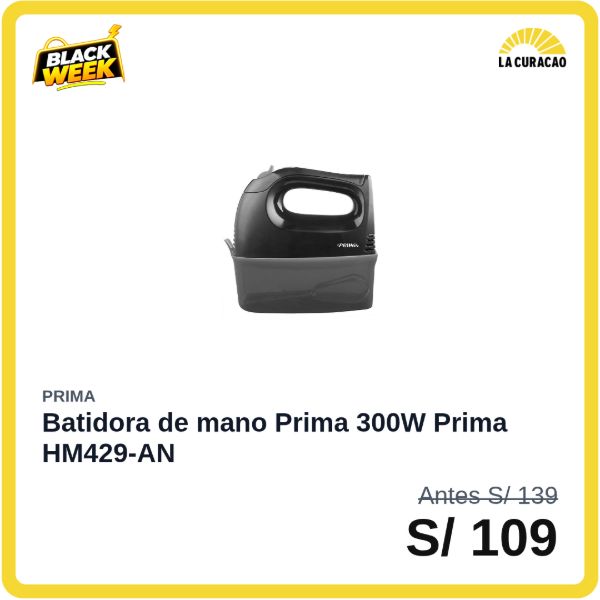 BLACK
WEEK
LA CURACAO
PRIMA
PRIMA
Batidora de mano Prima 300W Prima
HM429-AN
Antes S/ 139
S/ 109